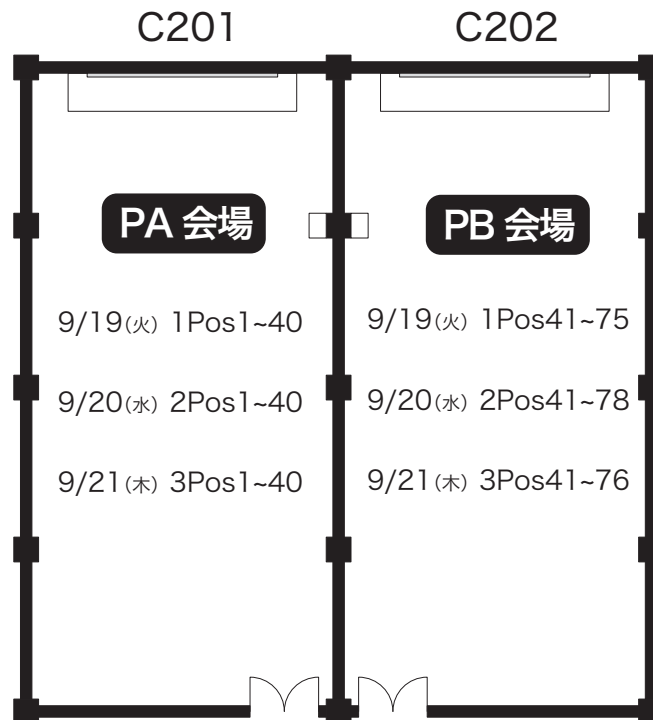 C201
C202
PA 会場
PB 会場
9/19(火) 1Pos1~40
9/20(水) 2Pos1~40
9/21(木) 3Pos1~40
9/19(火) 1Pos41~75
9/20(水) 2Pos41~78
9/21(木) 3Pos41~76